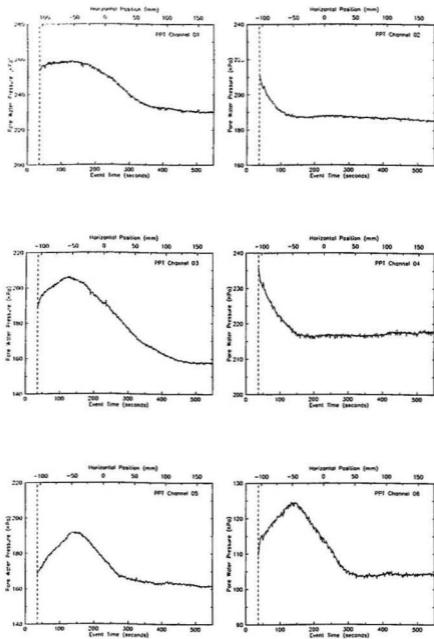 Horizontal Position (mm)
-100 -50 0 50 100 150
PPT Channel 01
Pore Water Pressure (kPa)
200
220
240
260
0 100 200 300 400 500
Event Time (seconds)
Horizontal Position (mm)
-100 -50 0 50 100 150
PPT Channel 02
Pore Water Pressure (kPa)
180
190
200
210
0 100 200 300 400 500
Event Time (seconds)
Horizontal Position (mm)
-100 -50 0 50 100 150
PPT Channel 03
Pore Water Pressure (kPa)
140
160
180
200
0 100 200 300 400 500
Event Time (seconds)
Horizontal Position (mm)
-100 -50 0 50 100 150
PPT Channel 04
Pore Water Pressure (kPa)
200
210
220
230
0 100 200 300 400 500
Event Time (seconds)
Horizontal Position (mm)
-100 -50 0 50 100 150
PPT Channel 05
Pore Water Pressure (kPa)
140
160
180
200
220
0 100 200 300 400 500
Event Time (seconds)
Horizontal Position (mm)
-100 -50 0 50 100 150
PPT Channel 06
Pore Water Pressure (kPa)
90
100
110
120
130
0 100 200 300 400 500
Event Time (seconds)